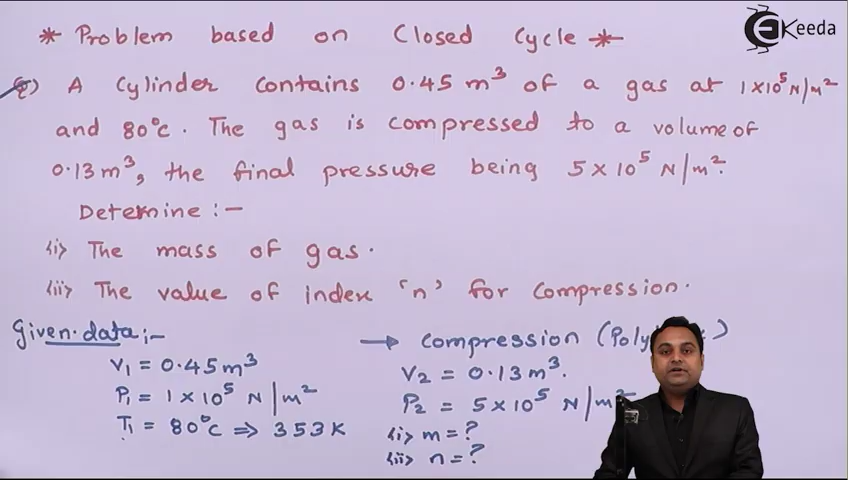 EKeeda
* Problem based on Closed Cycle *
Q) A Cylinder contains 0.45 m³ of a gas at 1×10⁵ N/m²
and 80°C. The gas is compressed to a volume of
0.13 m³, the final pressure being 5×10⁵ N/m².
Determine :-
(i) The mass of gas.
(ii) The value of index 'n' for compression.
Given data :-
V₁ = 0.45 m³
P₁ = 1×10⁵ N/m²
T₁ = 80°C ⇒ 353K
→ compression
V₂ = 0.13 m³.
P₂ = 5×10⁵ N/m²
(i) m = ?
(ii) n = ?